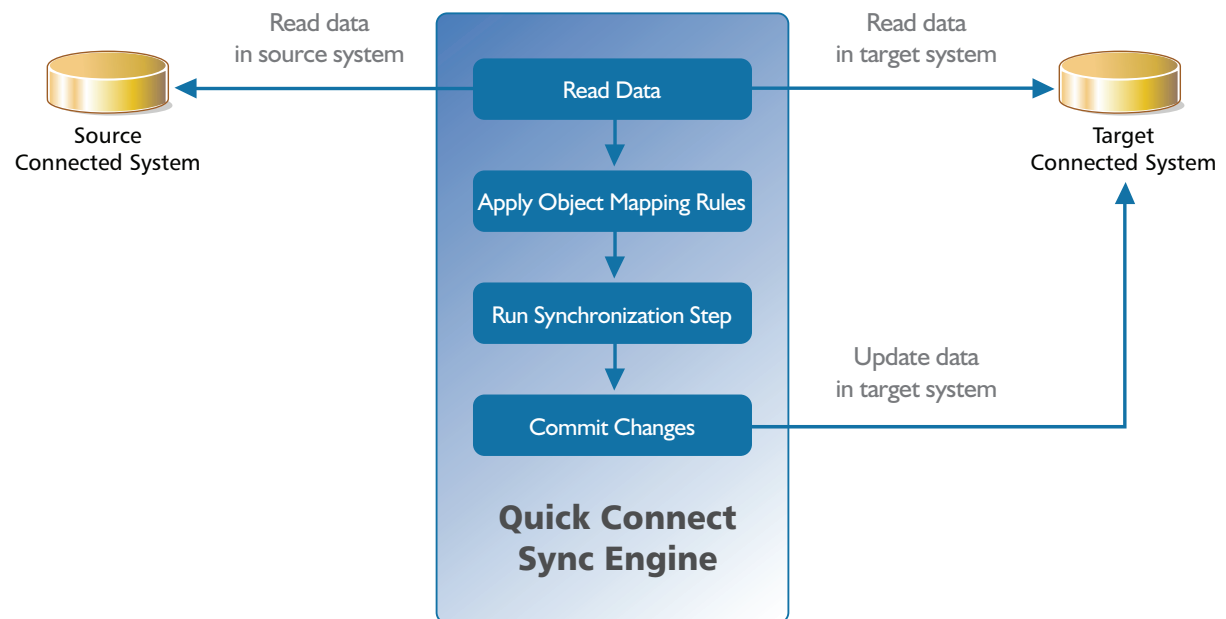 Read data
in source system
Read data
in target system
Read Data
Source
Connected System
Target
Connected System
Apply Object Mapping Rules
Run Synchronization Step
Update data
in target system
Commit Changes
Quick Connect
Sync Engine